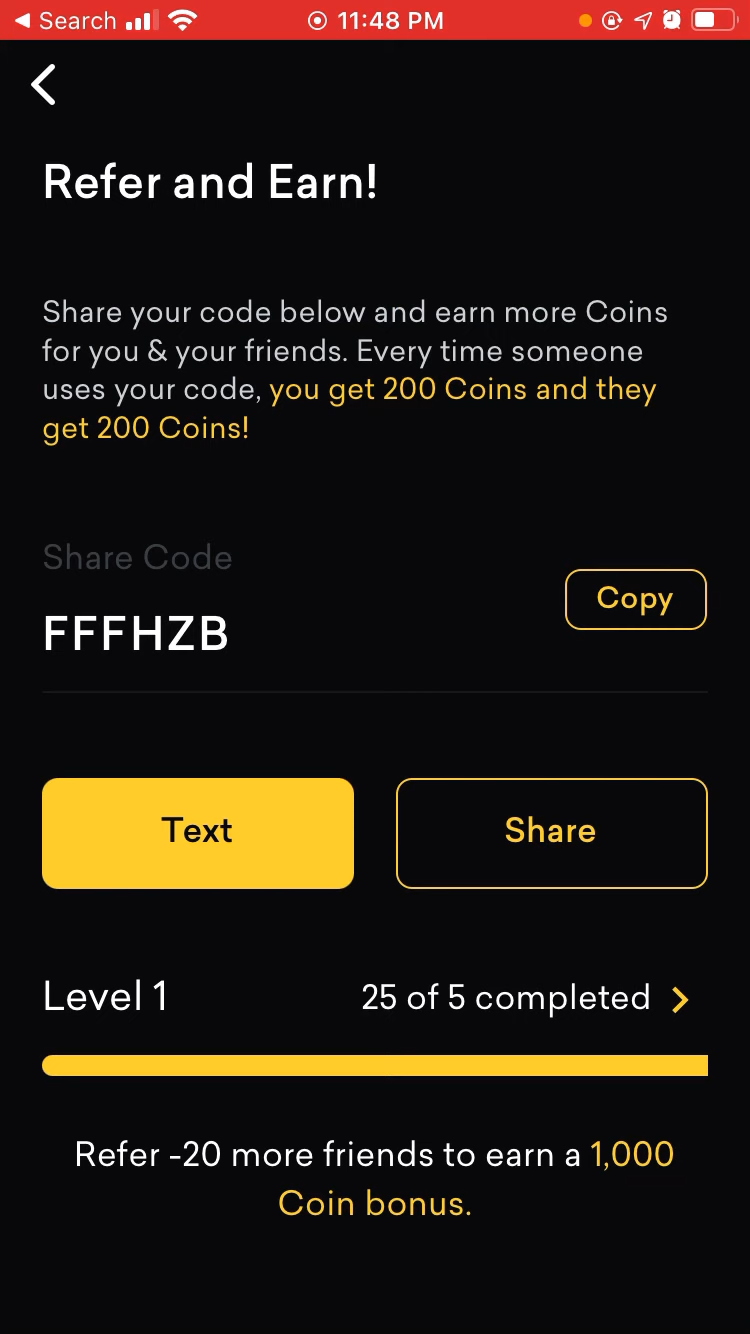 Search 11:48 PM
Refer and Earn!
Share your code below and earn more Coins
for you & your friends. Every time someone
uses your code, you get 200 Coins and they
get 200 Coins!
Share Code
FFFHZB
Copy
Text
Share
Level 1
25 of 5 completed
Refer -20 more friends to earn a 1,000
Coin bonus.